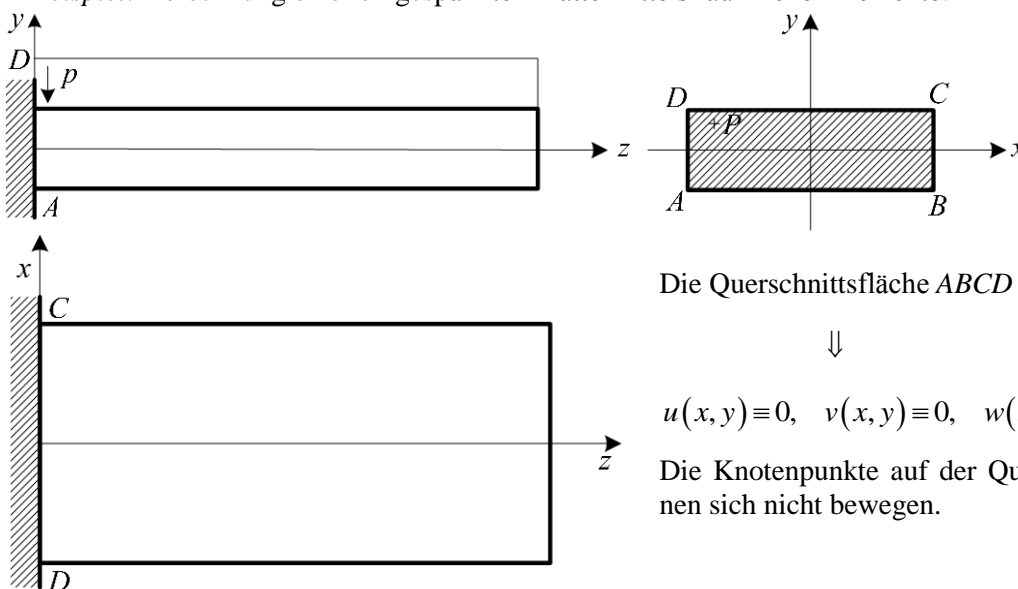 y
D
p
z
A
y
D
C
+P
x
A
B
x
C
z
D
Die Querschnittsfläche ABCD
⇓
u(x, y)≡0, v(x, y)≡0, w(
Die Knotenpunkte auf der Qu
nen sich nicht bewegen.